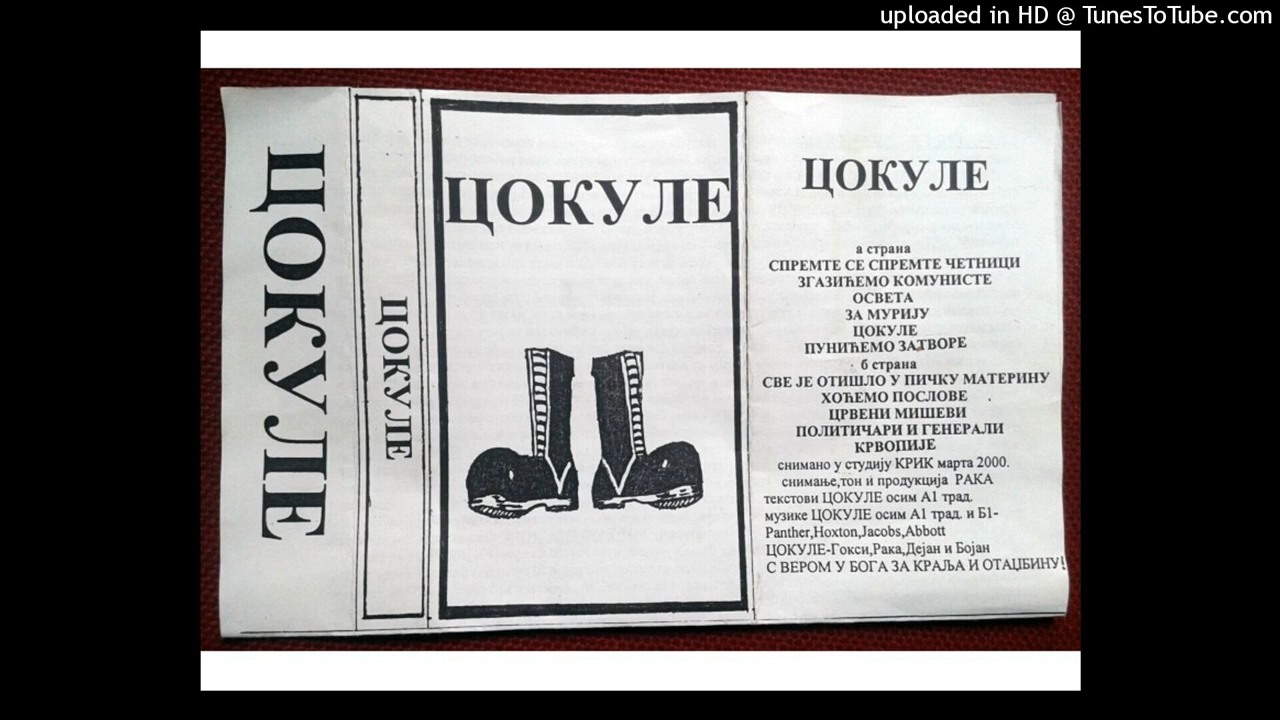 uploaded in HD @ TunesToTube.com
ЦОКУЛЕ
ЦОКУЛЕ
ЦОКУЛЕ
ЦОКУЛЕ
а страна
СПРЕМТЕ СЕ СПРЕМТЕ ЧЕТНИЦИ
ЗГАЗИЋЕМО КОМУНИСТЕ
ОСВЕТА
ЗА МУРИЈУ
ЦОКУЛЕ
ПУНИЋЕМО ЗАТВОРЕ
б страна
СВЕ ЈЕ ОТИШЛО У ПИЧКУ МАТЕРИНУ
ХОЋЕМО ПОСЛОВЕ
ЦРВЕНИ МИШЕВИ
ПОЛИТИЧАРИ И ГЕНЕРАЛИ
КРВОПИЈЕ
снимано у студију КРИК марта 2000.
снимање,тон и продукција РАКА
текстови ЦОКУЛЕ осим А1 трад.
музике ЦОКУЛЕ осим А1 трад. и Б1-
Panther,Hoxton,Jacobs,Abbott
ЦОКУЛЕ-Гокси,Рака,Дејан и Бојан
С ВЕРОМ У БОГА ЗА КРАЉА И ОТАЏБИНУ!